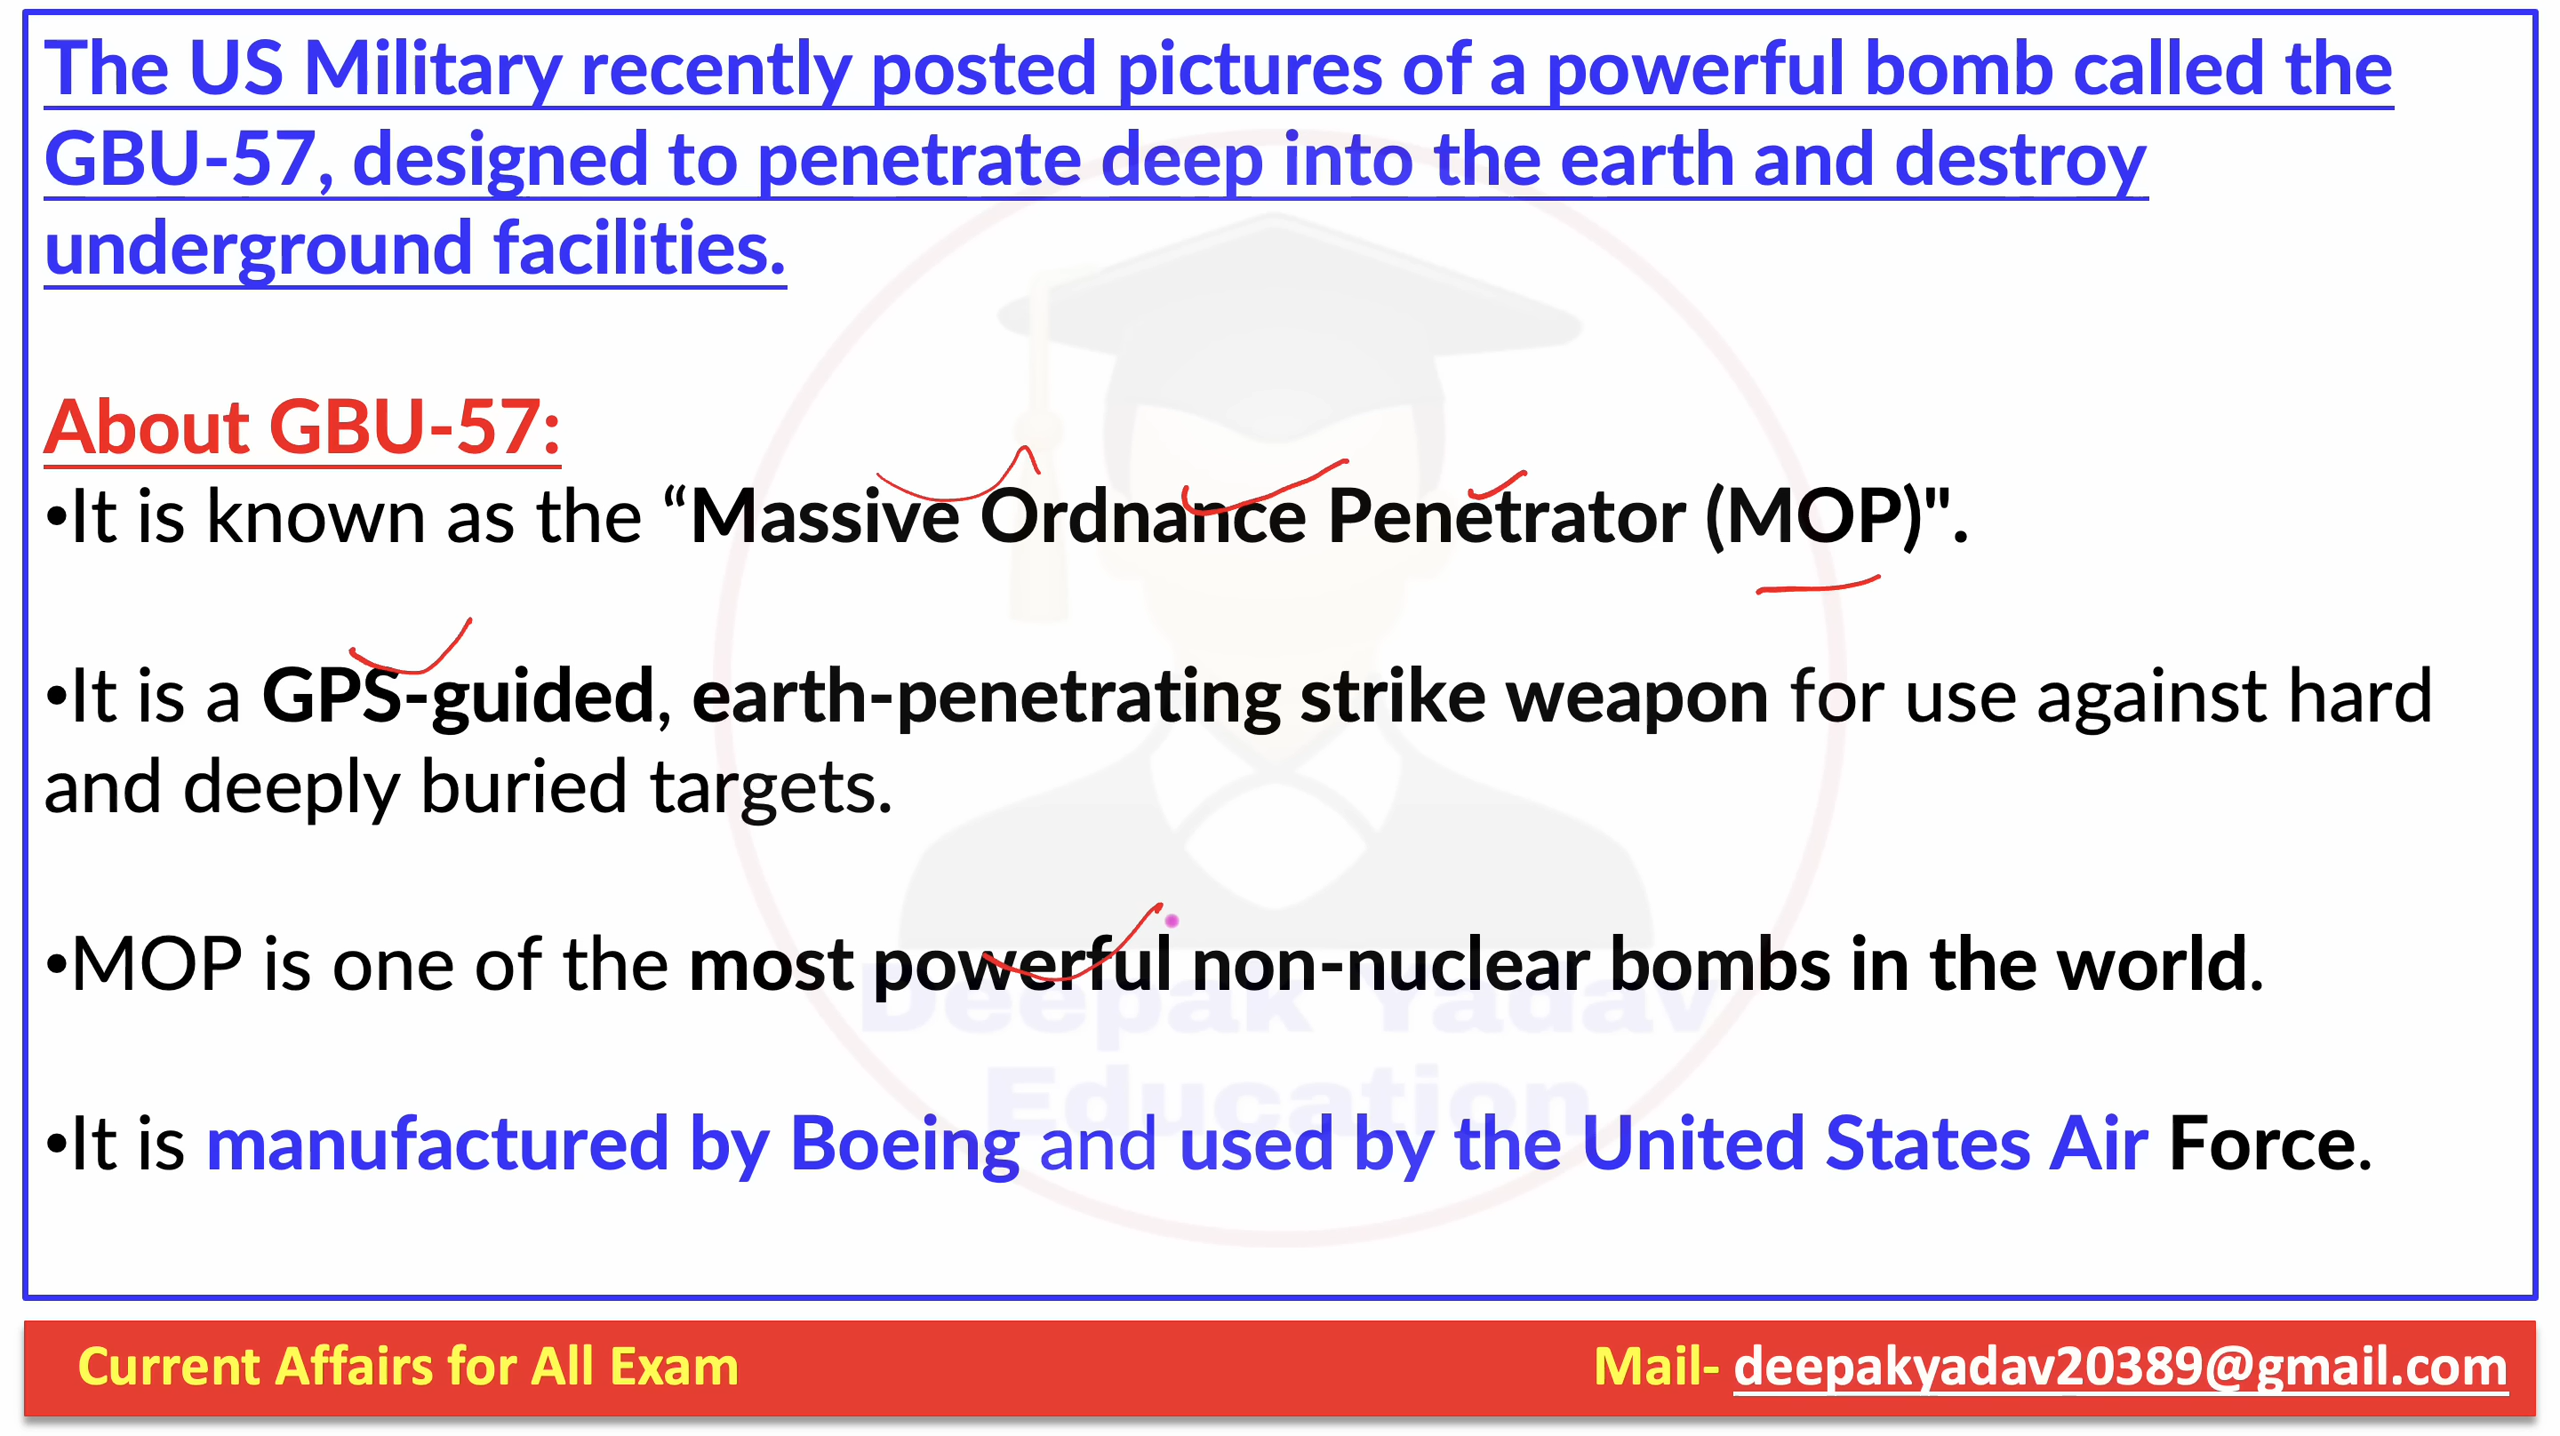 The US Military recently posted pictures of a powerful bomb called the
GBU-57, designed to penetrate deep into the earth and destroy
underground facilities.
About GBU-57:
•It is known as the “Massive Ordnance Penetrator (MOP)".
•It is a GPS-guided, earth-penetrating strike weapon for use against hard
and deeply buried targets.
•MOP is one of the most powerful non-nuclear bombs in the world.
Deepak Yadav
Education
•It is manufactured by Boeing and used by the United States Air Force.
Current Affairs for All Exam
Mail- deepakyadav20389@gmail.com